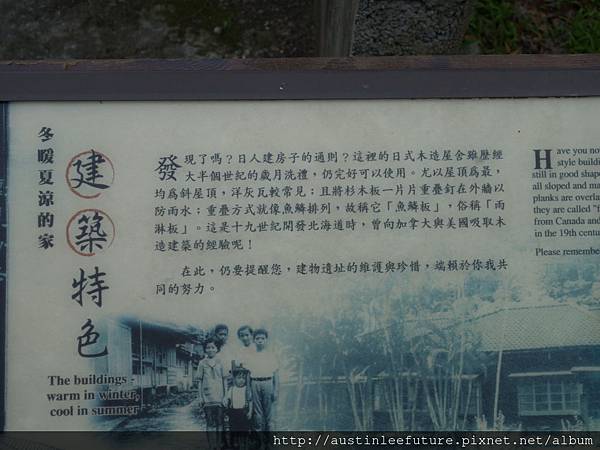 冬暖夏涼的家
建築特色
The buildings -
warm in winter,
cool in summer
發現了嗎?日人建房子的通則?這裡的日式木造屋舍雖歷經
大半個世紀的歲月洗禮,仍完好可以使用。尤以屋頂為最,
均為斜屋頂,洋灰瓦較常見;且將杉木板一片片重疊釘在外牆以
防雨水;重疊方式就像魚鱗排列,故稱它「魚鱗板」,俗稱「雨
淋板」。這是十九世紀開發北海道時,曾向加拿大與美國吸取木
造建築的經驗呢!
在此,仍要提醒您,建物遺址的維護與珍惜,端賴於你我共
同的努力。
Have you no
style buildin
still in good shape
all sloped and ma
planks are overla
they are called "f
from Canada and
in the 19th centu
Please remembe
http://austinleefuture.pixnet.net/album